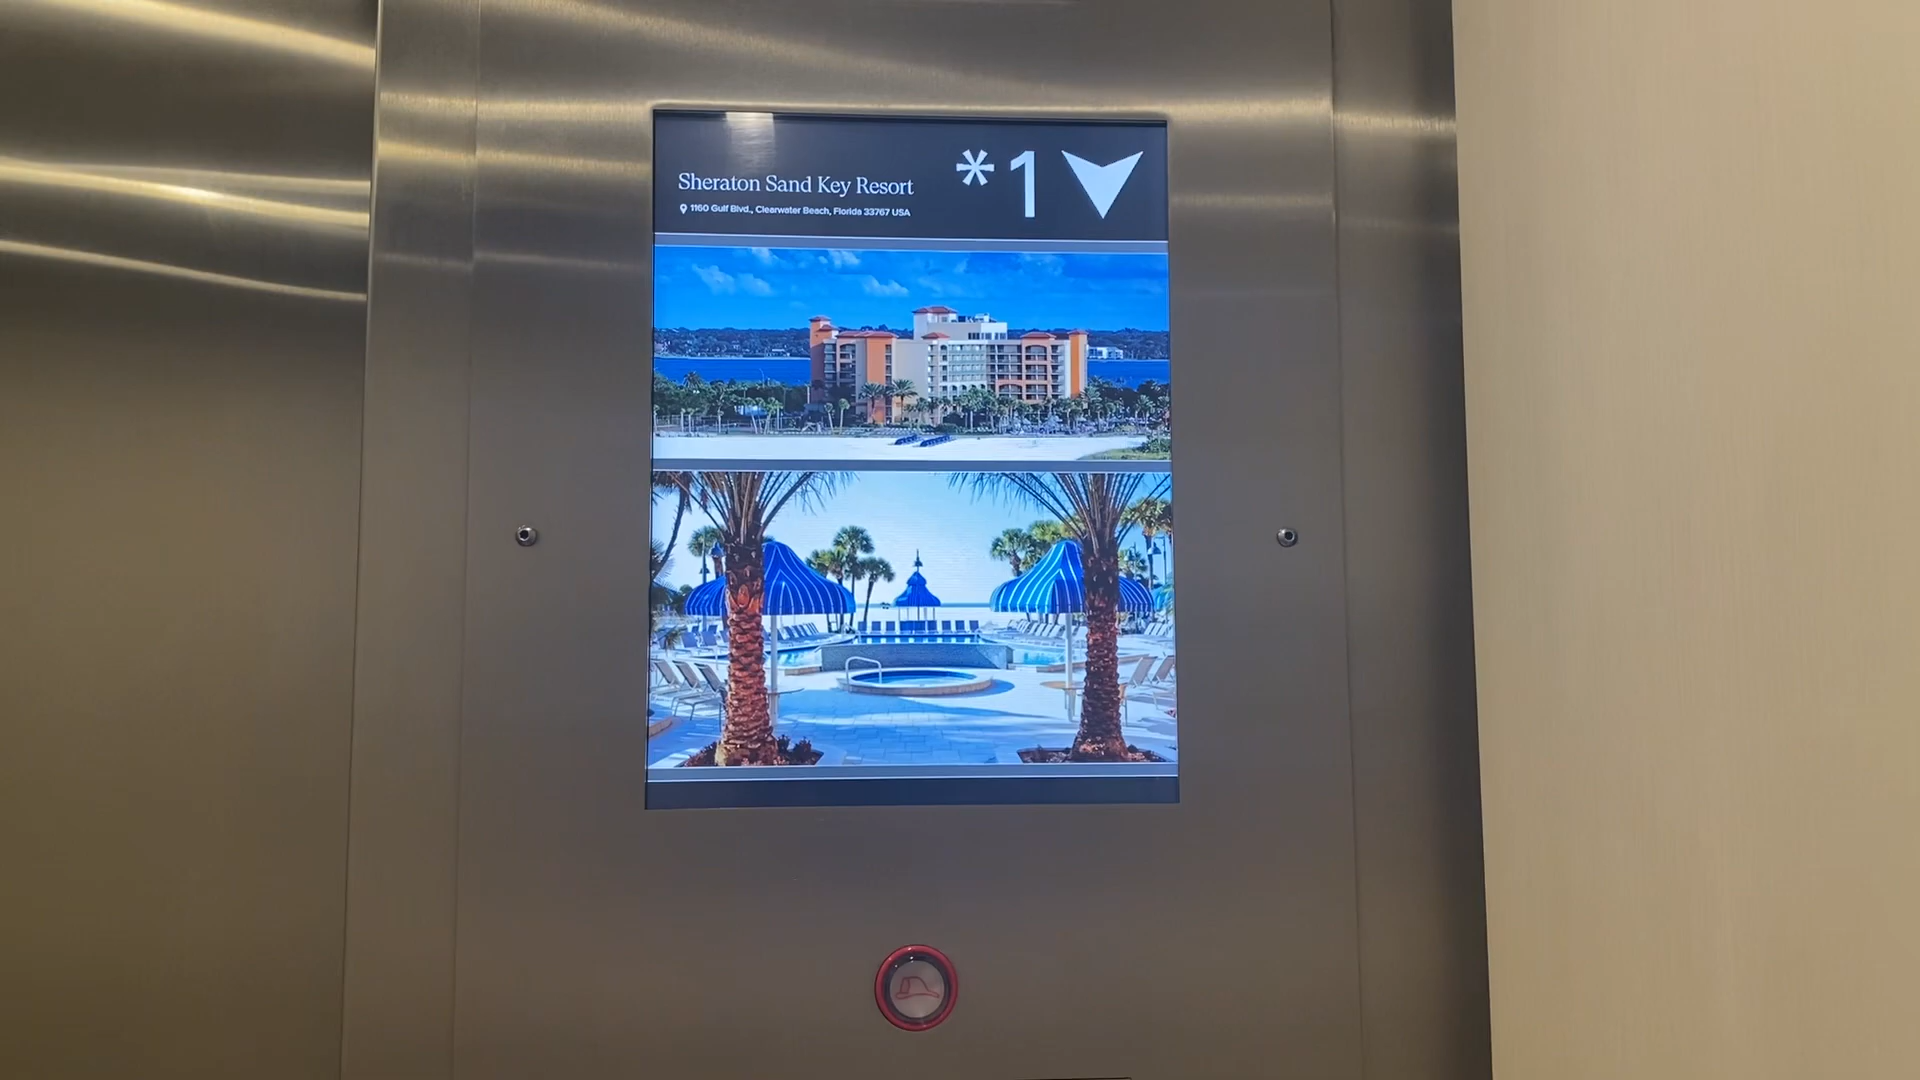 Sheraton Sand Key Resort
1160 Gulf Blvd., Clearwater Beach, Florida 33767 USA
*1